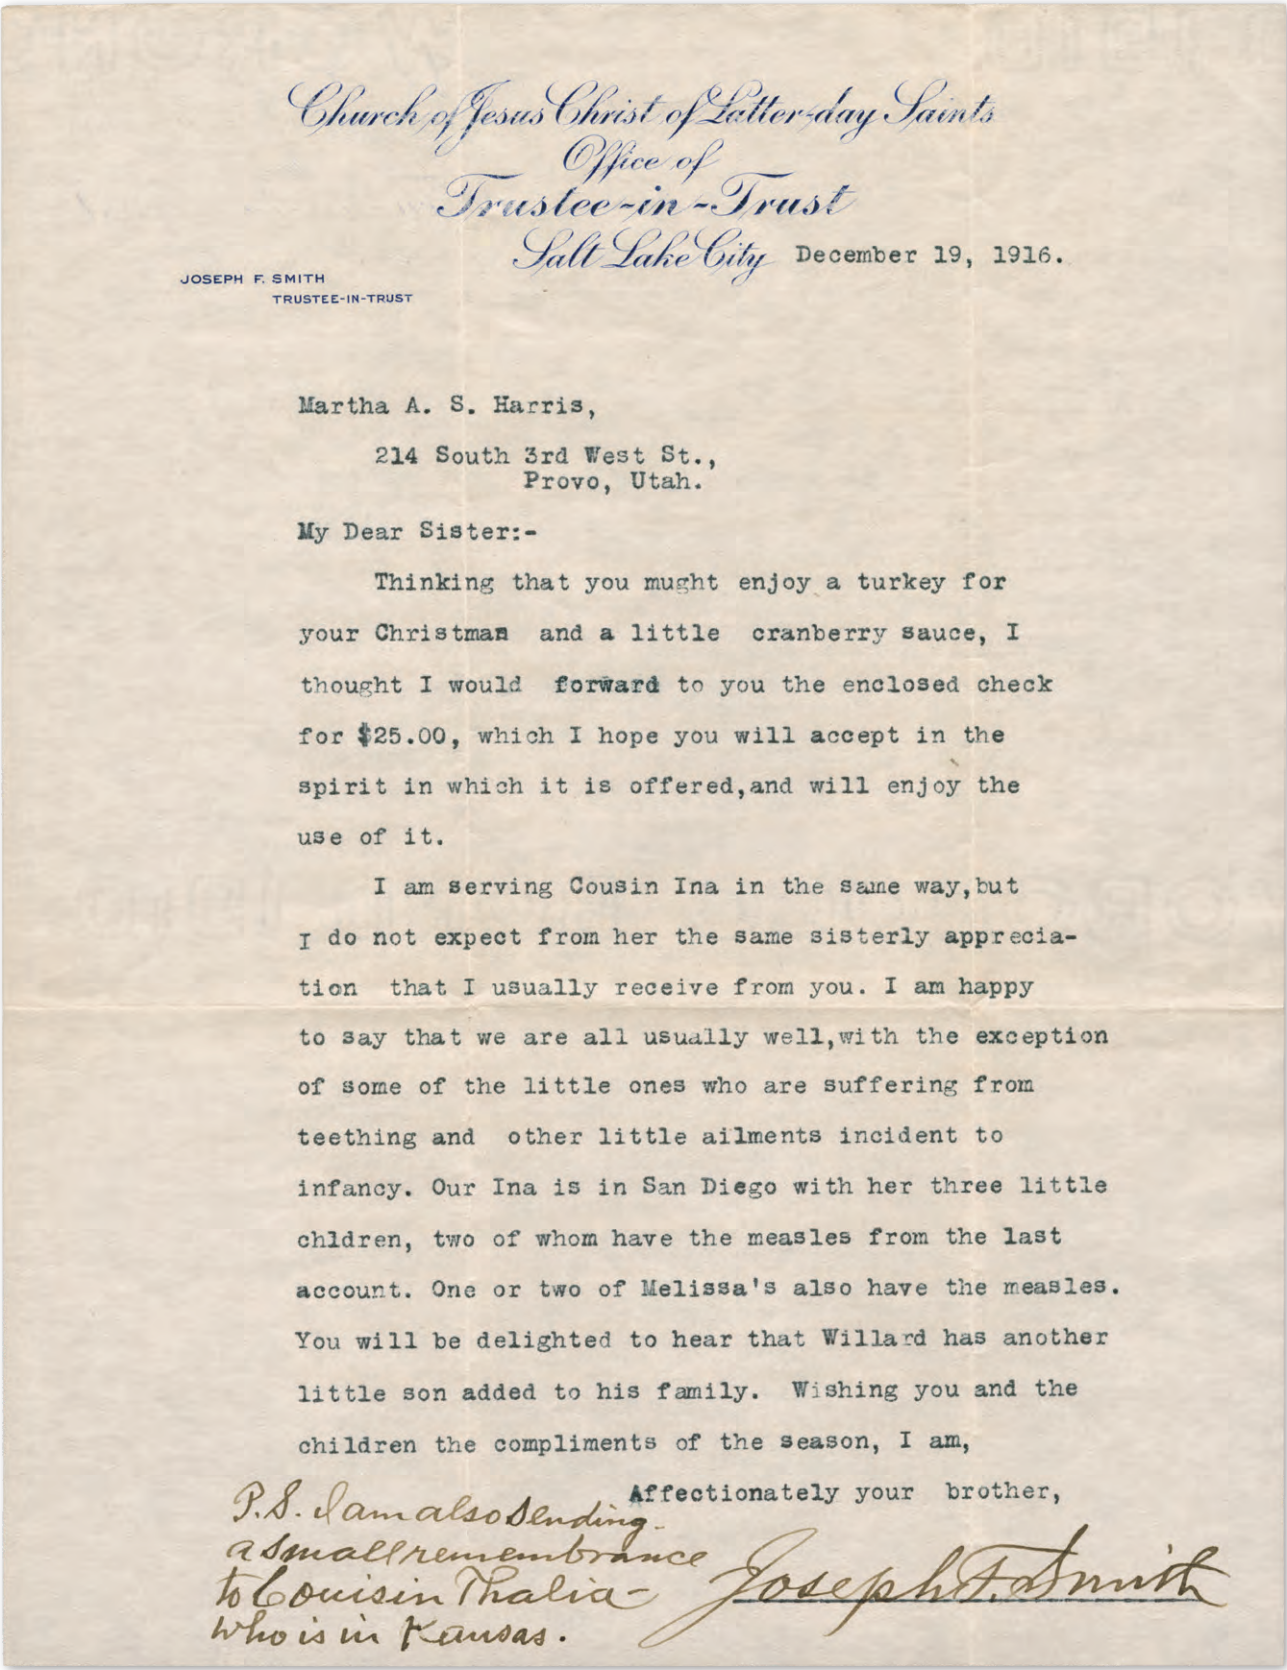 Church of Jesus Christ of Latter-day Saints
Office of
Trustee-in-Trust
Salt Lake City December 19, 1916.
JOSEPH F. SMITH
TRUSTEE-IN-TRUST
Martha A. S. Harris,
214 South 3rd West St.,
Provo, Utah.
My Dear Sister:-
Thinking that you mught enjoy a turkey for
your Christmas and a little cranberry sauce, I
thought I would forward to you the enclosed check
for $25.00, which I hope you will accept in the
spirit in which it is offered,and will enjoy the
use of it.
I am serving Cousin Ina in the same way,but
I do not expect from her the same sisterly apprecia-
tion that I usually receive from you. I am happy
to say that we are all usually well,with the exception
of some of the little ones who are suffering from
teething and other little ailments incident to
infancy. Our Ina is in San Diego with her three little
chldren, two of whom have the measles from the last
account. One or two of Melissa's also have the measles.
You will be delighted to hear that Willard has another
little son added to his family. Wishing you and the
children the compliments of the season, I am,
Affectionately your brother,
P.S. I am also sending
a small remembrance
to Couisin Thalia-
who is in Kansas.
Joseph F. Smith